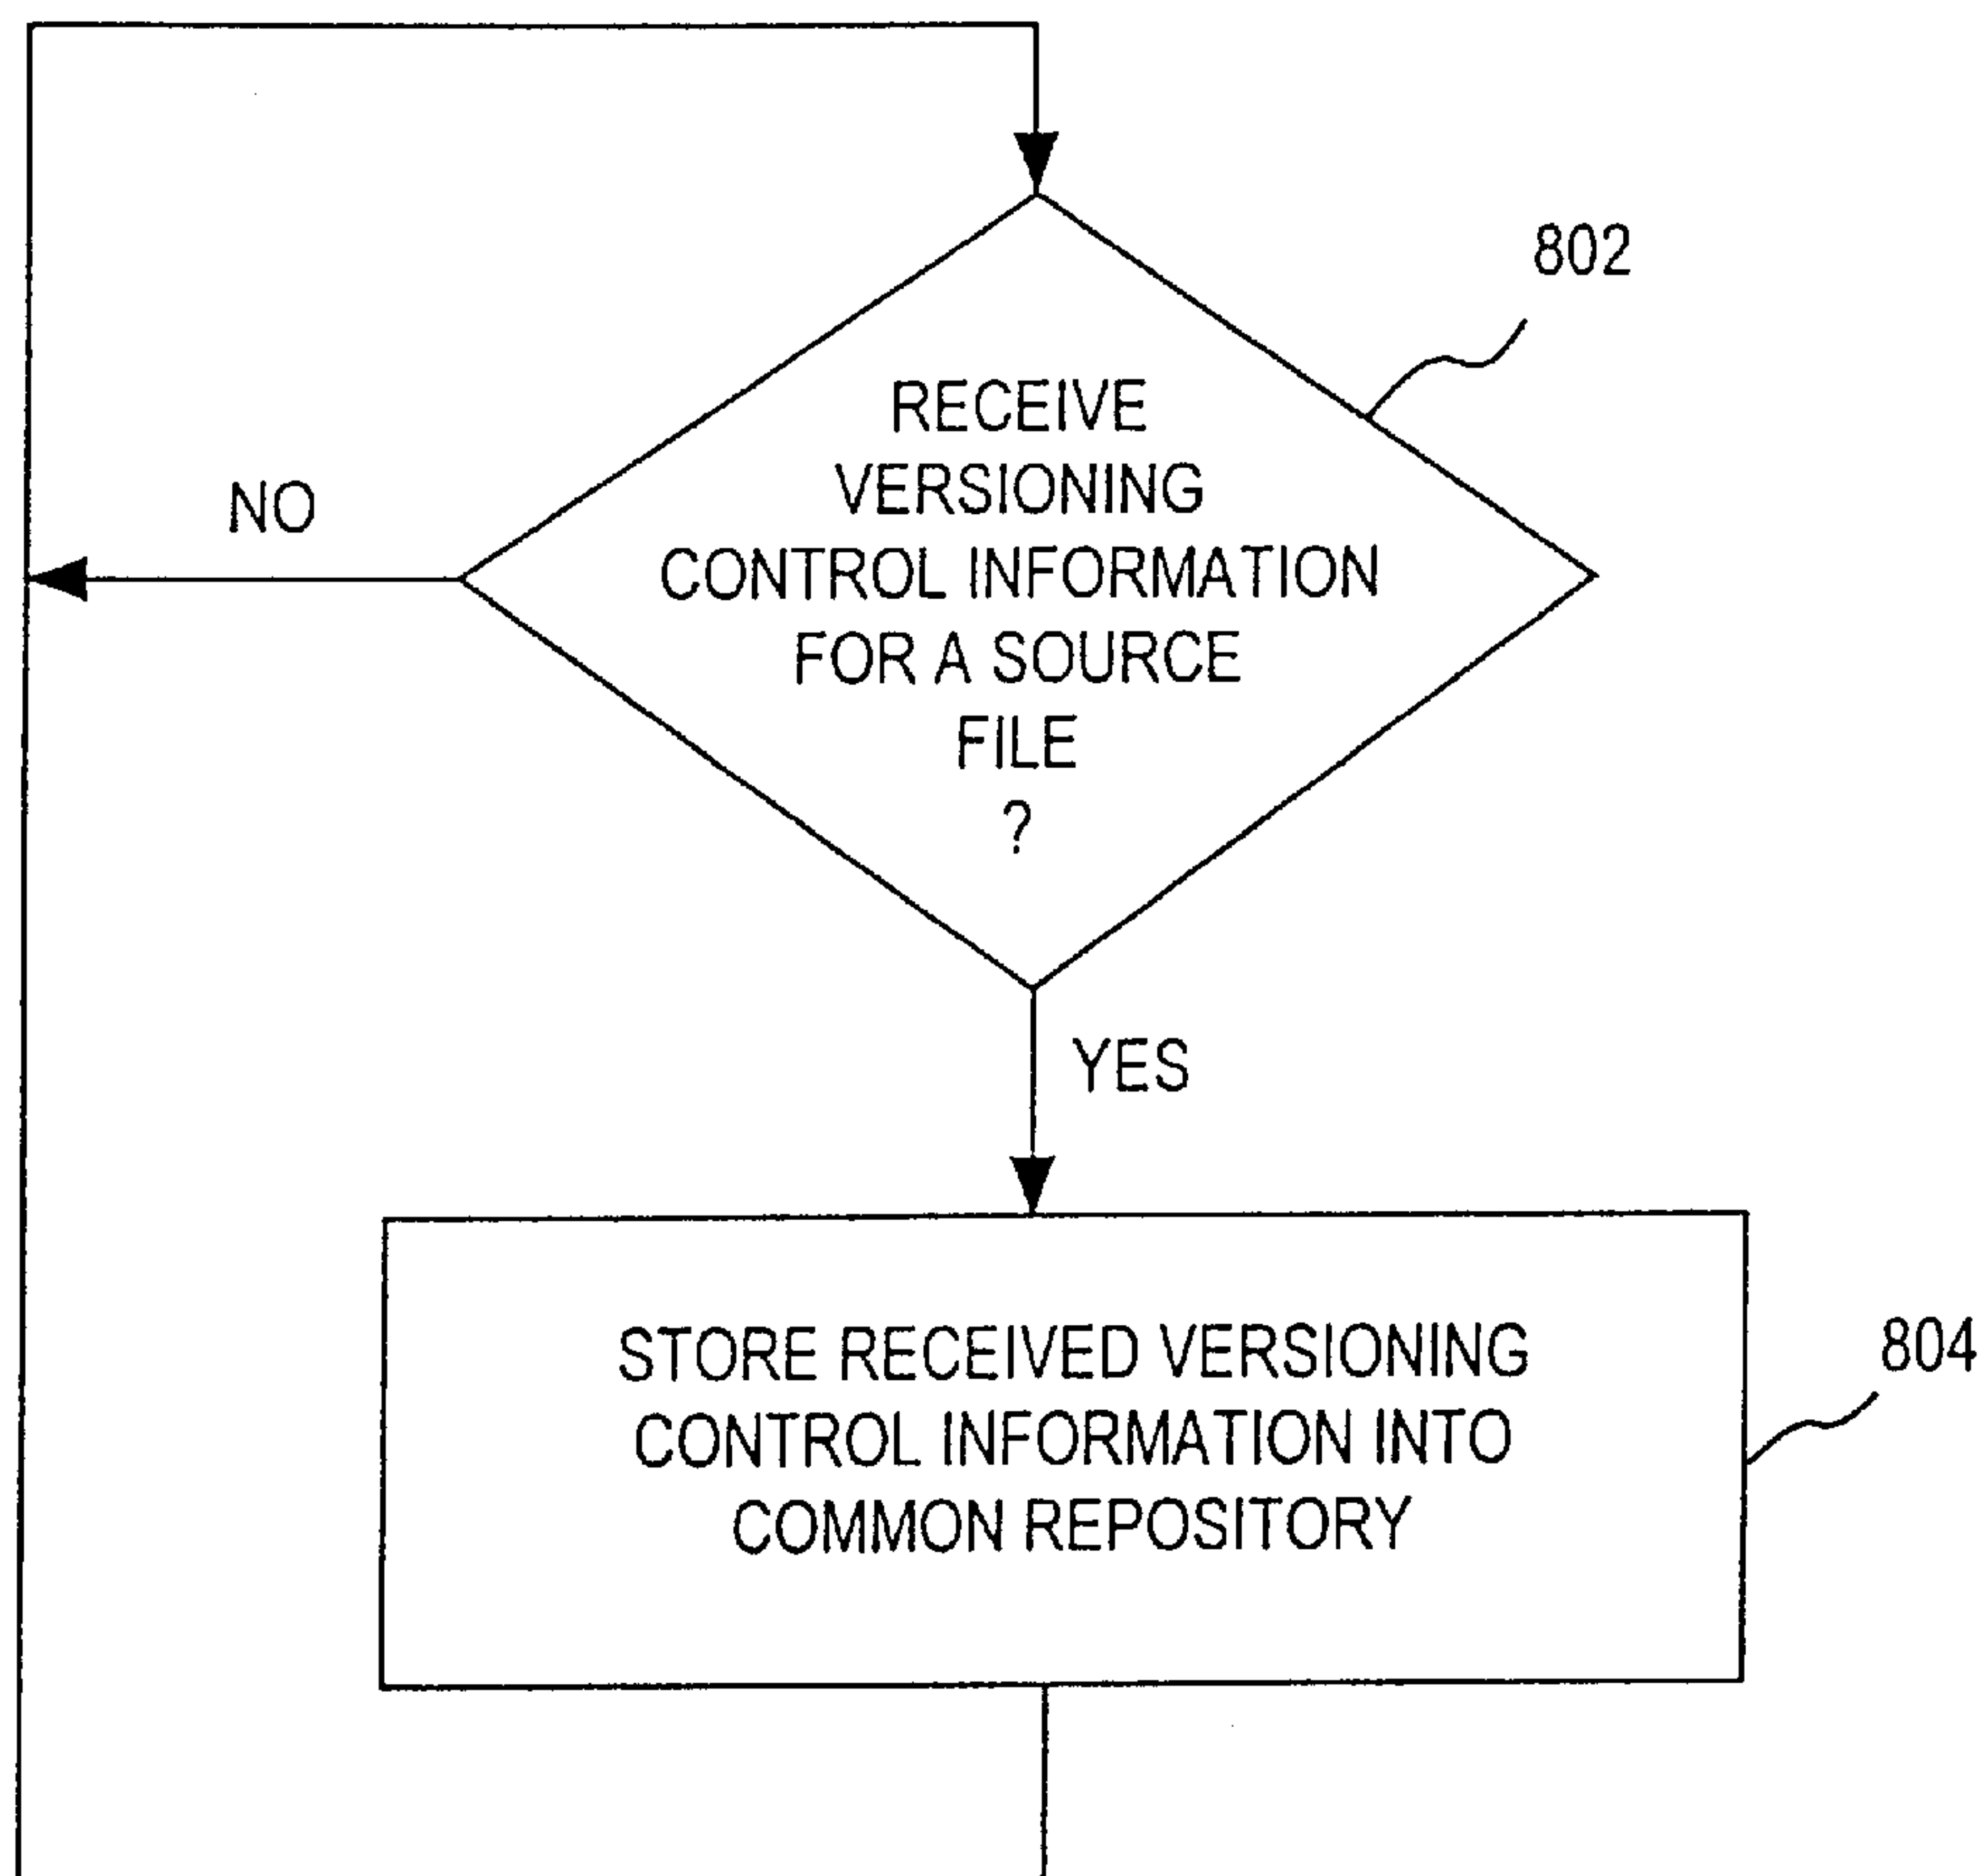 802
RECEIVE
VERSIONING
CONTROL INFORMATION
FOR A SOURCE
FILE
?
NO
YES
STORE RECEIVED VERSIONING
CONTROL INFORMATION INTO
COMMON REPOSITORY
804